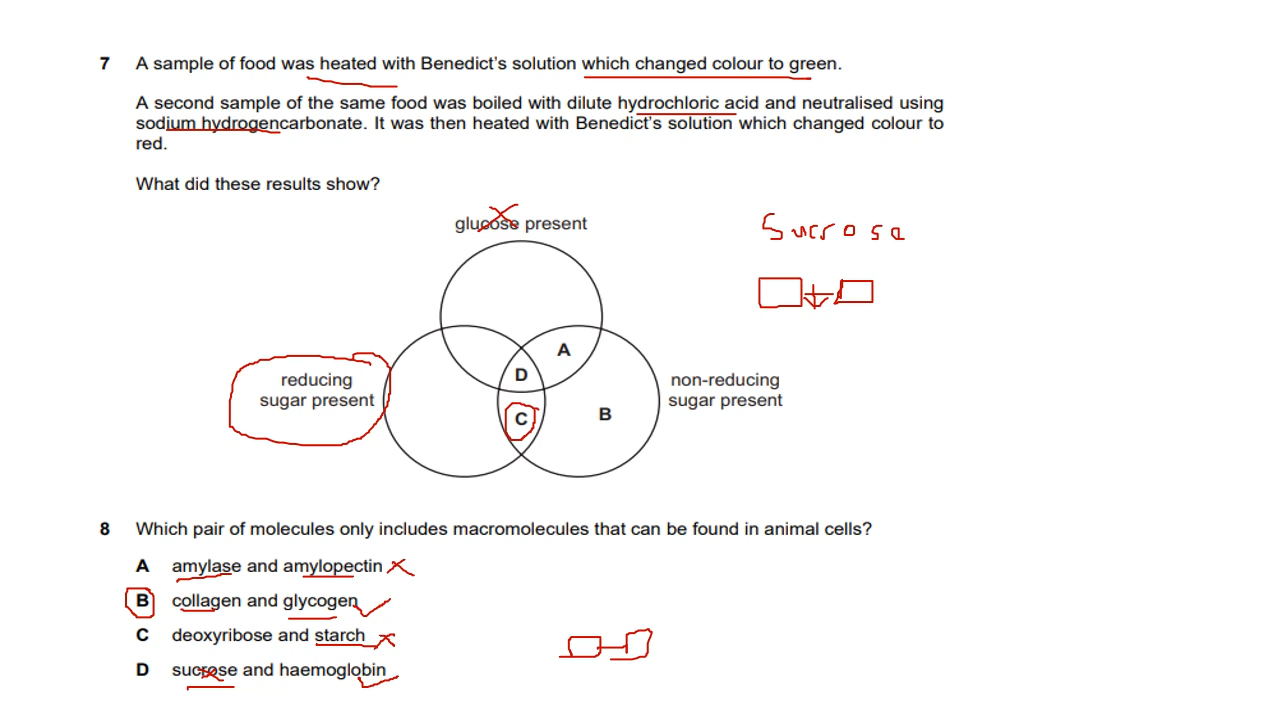 7 A sample of food was heated with Benedict's solution which changed colour to green.
A second sample of the same food was boiled with dilute hydrochloric acid and neutralised using
sodium hydrogencarbonate. It was then heated with Benedict's solution which changed colour to
red.
What did these results show?
glucose present
Sucrose
A
D
reducing
sugar present
non-reducing
sugar present
C
B
8 Which pair of molecules only includes macromolecules that can be found in animal cells?
A amylase and amylopectin
B collagen and glycogen
C deoxyribose and starch
D sucrose and haemoglobin